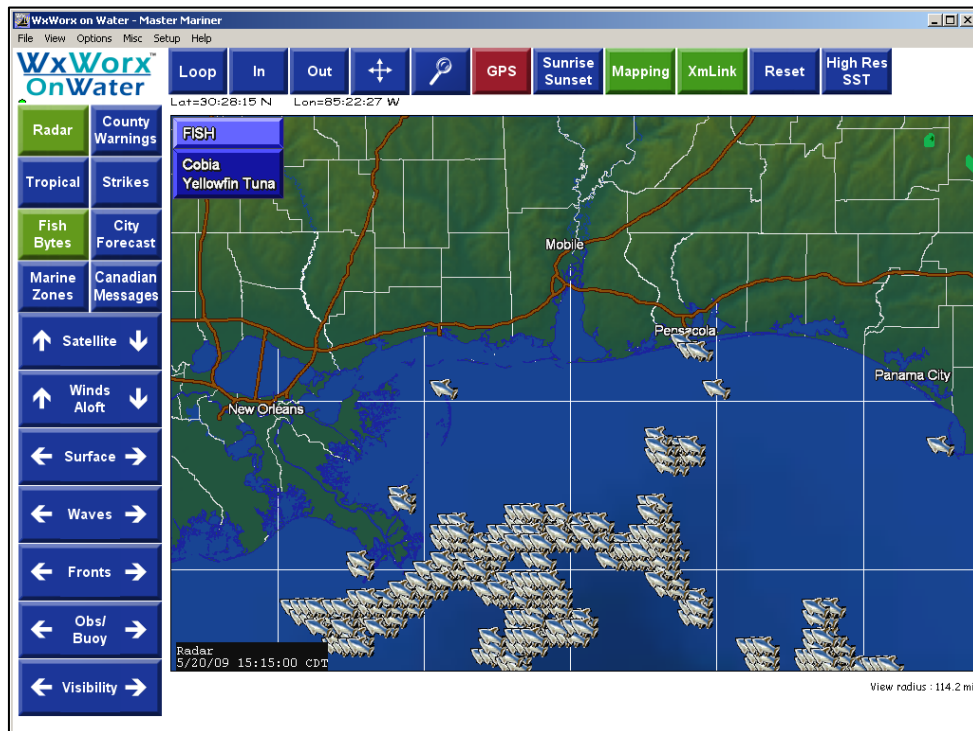 WxWorx on Water - Master Mariner
File View Options Misc Setup Help
WxWorx™
OnWater
Loop
In
Out
GPS
Sunrise
Sunset
Mapping
XmLink
Reset
High Res
SST
Lat=30:28:15 N Lon=85:22:27 W
Radar
County
Warnings
Tropical
Strikes
Fish
Bytes
City
Forecast
Marine
Zones
Canadian
Messages
Satellite
Winds
Aloft
Surface
Waves
Fronts
Obs/
Buoy
Visibility
FISH
Cobia
Yellowfin Tuna
Mobile
Pensacola
Panama City
New Orleans
Radar
5/20/09 15:15:00 CDT
View radius : 114.2 mi